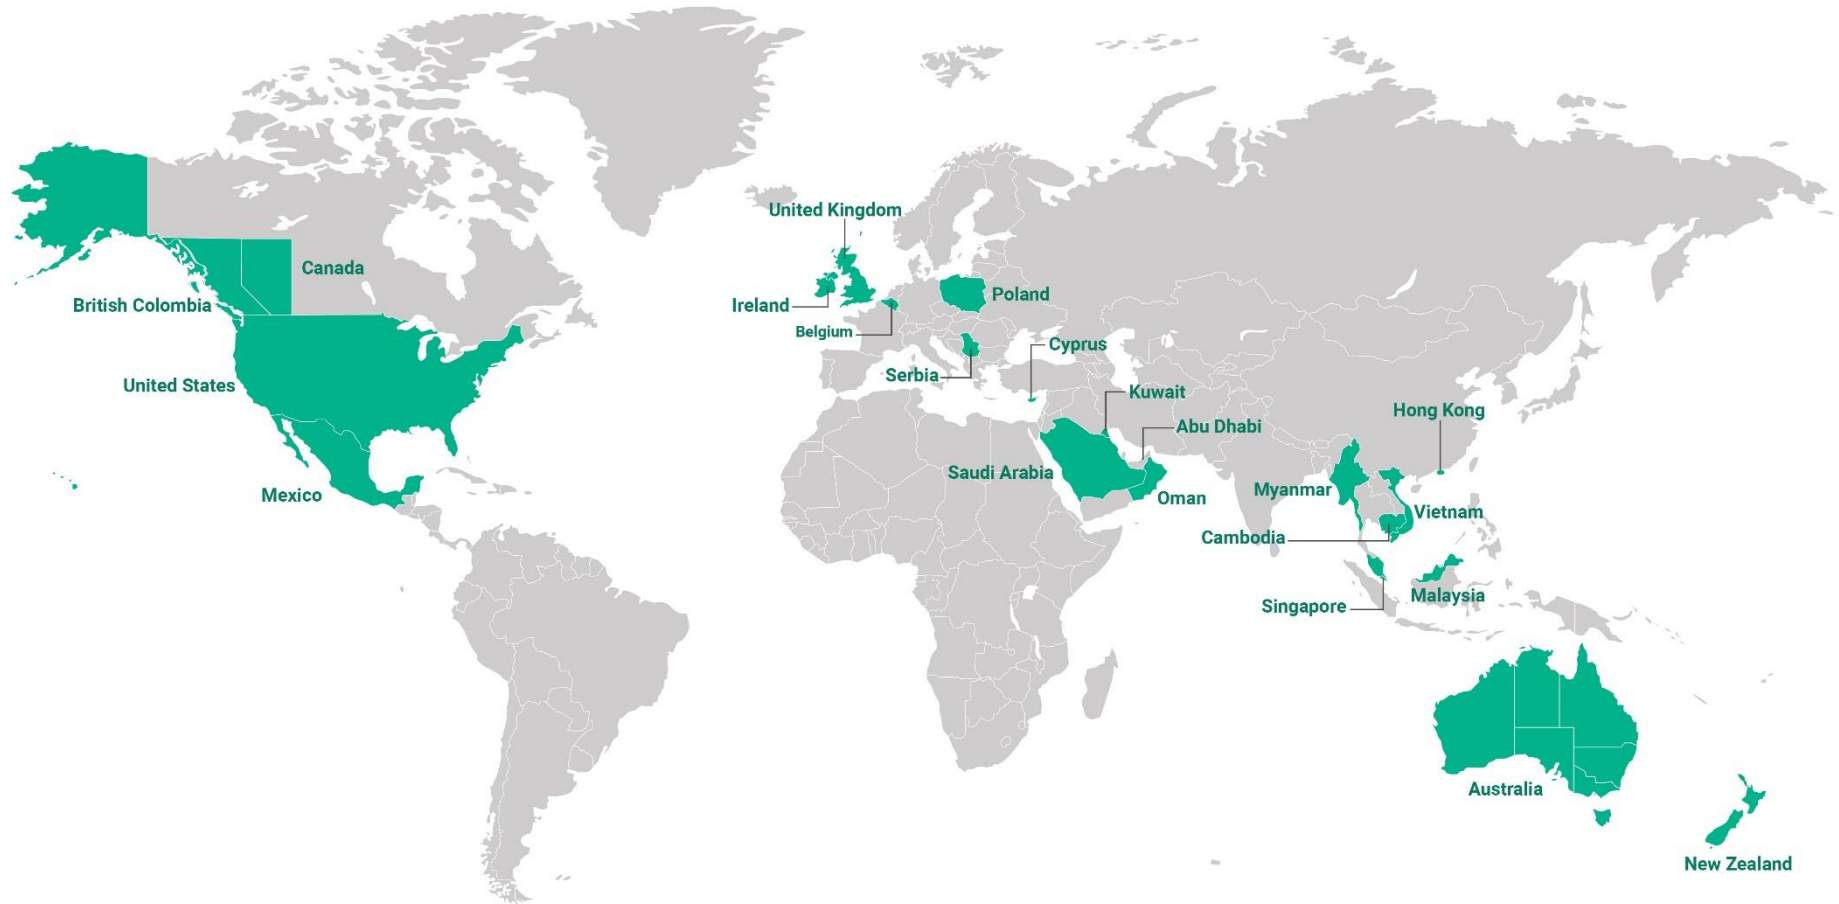 United Kingdom
Canada
British Colombia
Ireland
Poland
Belgium
Cyprus
Serbia
United States
Kuwait
Hong Kong
Abu Dhabi
Saudi Arabia
Mexico
Oman
Myanmar
Vietnam
Cambodia
Malaysia
Singapore
Australia
New Zealand